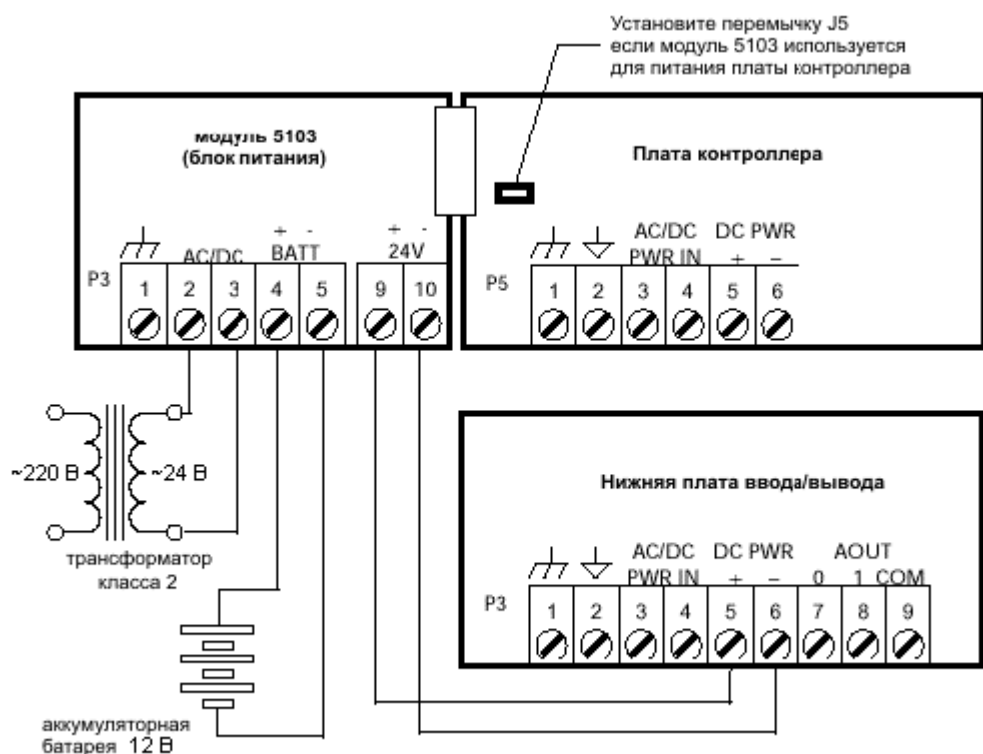 Установите перемычку J5
если модуль 5103 используется
для питания платы контроллера
модуль 5103
(блок питания)
Плата контроллера
+ - + -
AC/DC BATT 24V
P3 1 2 3 4 5 9 10
AC/DC DC PWR
PWR IN + –
P5 1 2 3 4 5 6
~220 В ~24 В
трансформатор
класса 2
Нижняя плата ввода/вывода
AC/DC DC PWR AOUT
PWR IN + – 0 1 COM
P3 1 2 3 4 5 6 7 8 9
аккумуляторная
батарея 12 В